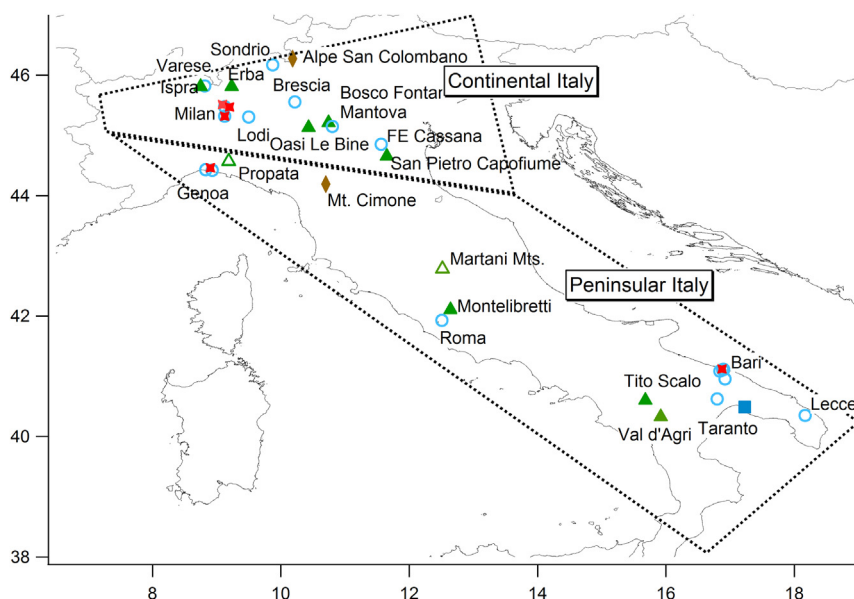 46
44
42
40
38
8
10
12
14
16
18
Sondrio
Alpe San Colombano
Varese
Erba
Ispra
Brescia
Continental Italy
Bosco Fontar
Milan
Mantova
Lodi
FE Cassana
Oasi Le Bine
San Pietro Capofiume
Propata
Genoa
Mt. Cimone
Martani Mts.
Peninsular Italy
Montelibretti
Roma
Bari
Tito Scalo
Lecce
Val d'Agri
Taranto